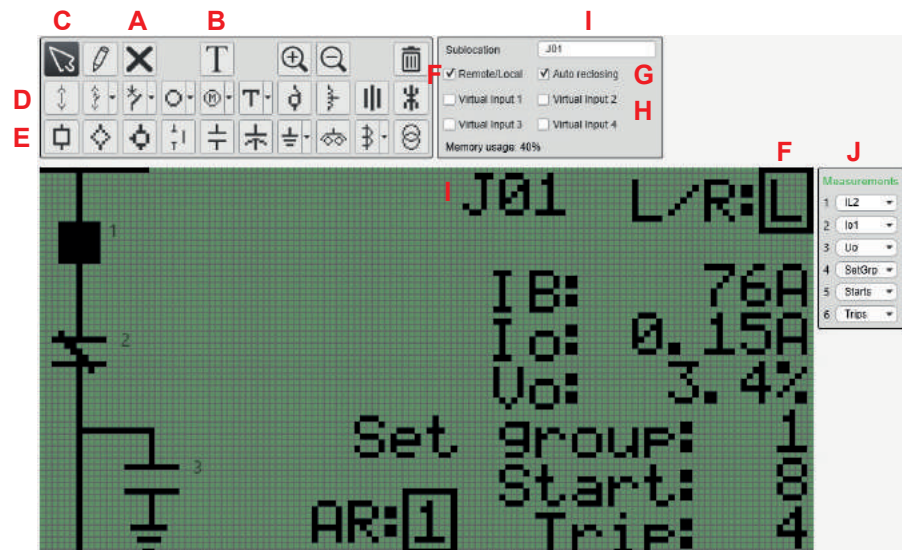 C A B I
T
Sublocation J01
F Remote/Local Auto reclosing G
D
M T
Virtual Input 1 Virtual Input 2 H
E
Virtual Input 3 Virtual Input 4
Memory usage: 40%
F J
I J01 L/R:L
Measurements
1 IL2
2 Io1
3 Uo
4 SetGrp
5 Starts
6 Trips
1
IB: 76A
2
Io: 0.15A
Vo: 3.4%
Set group: 1
3
Start: 8
AR:1 Trip: 4